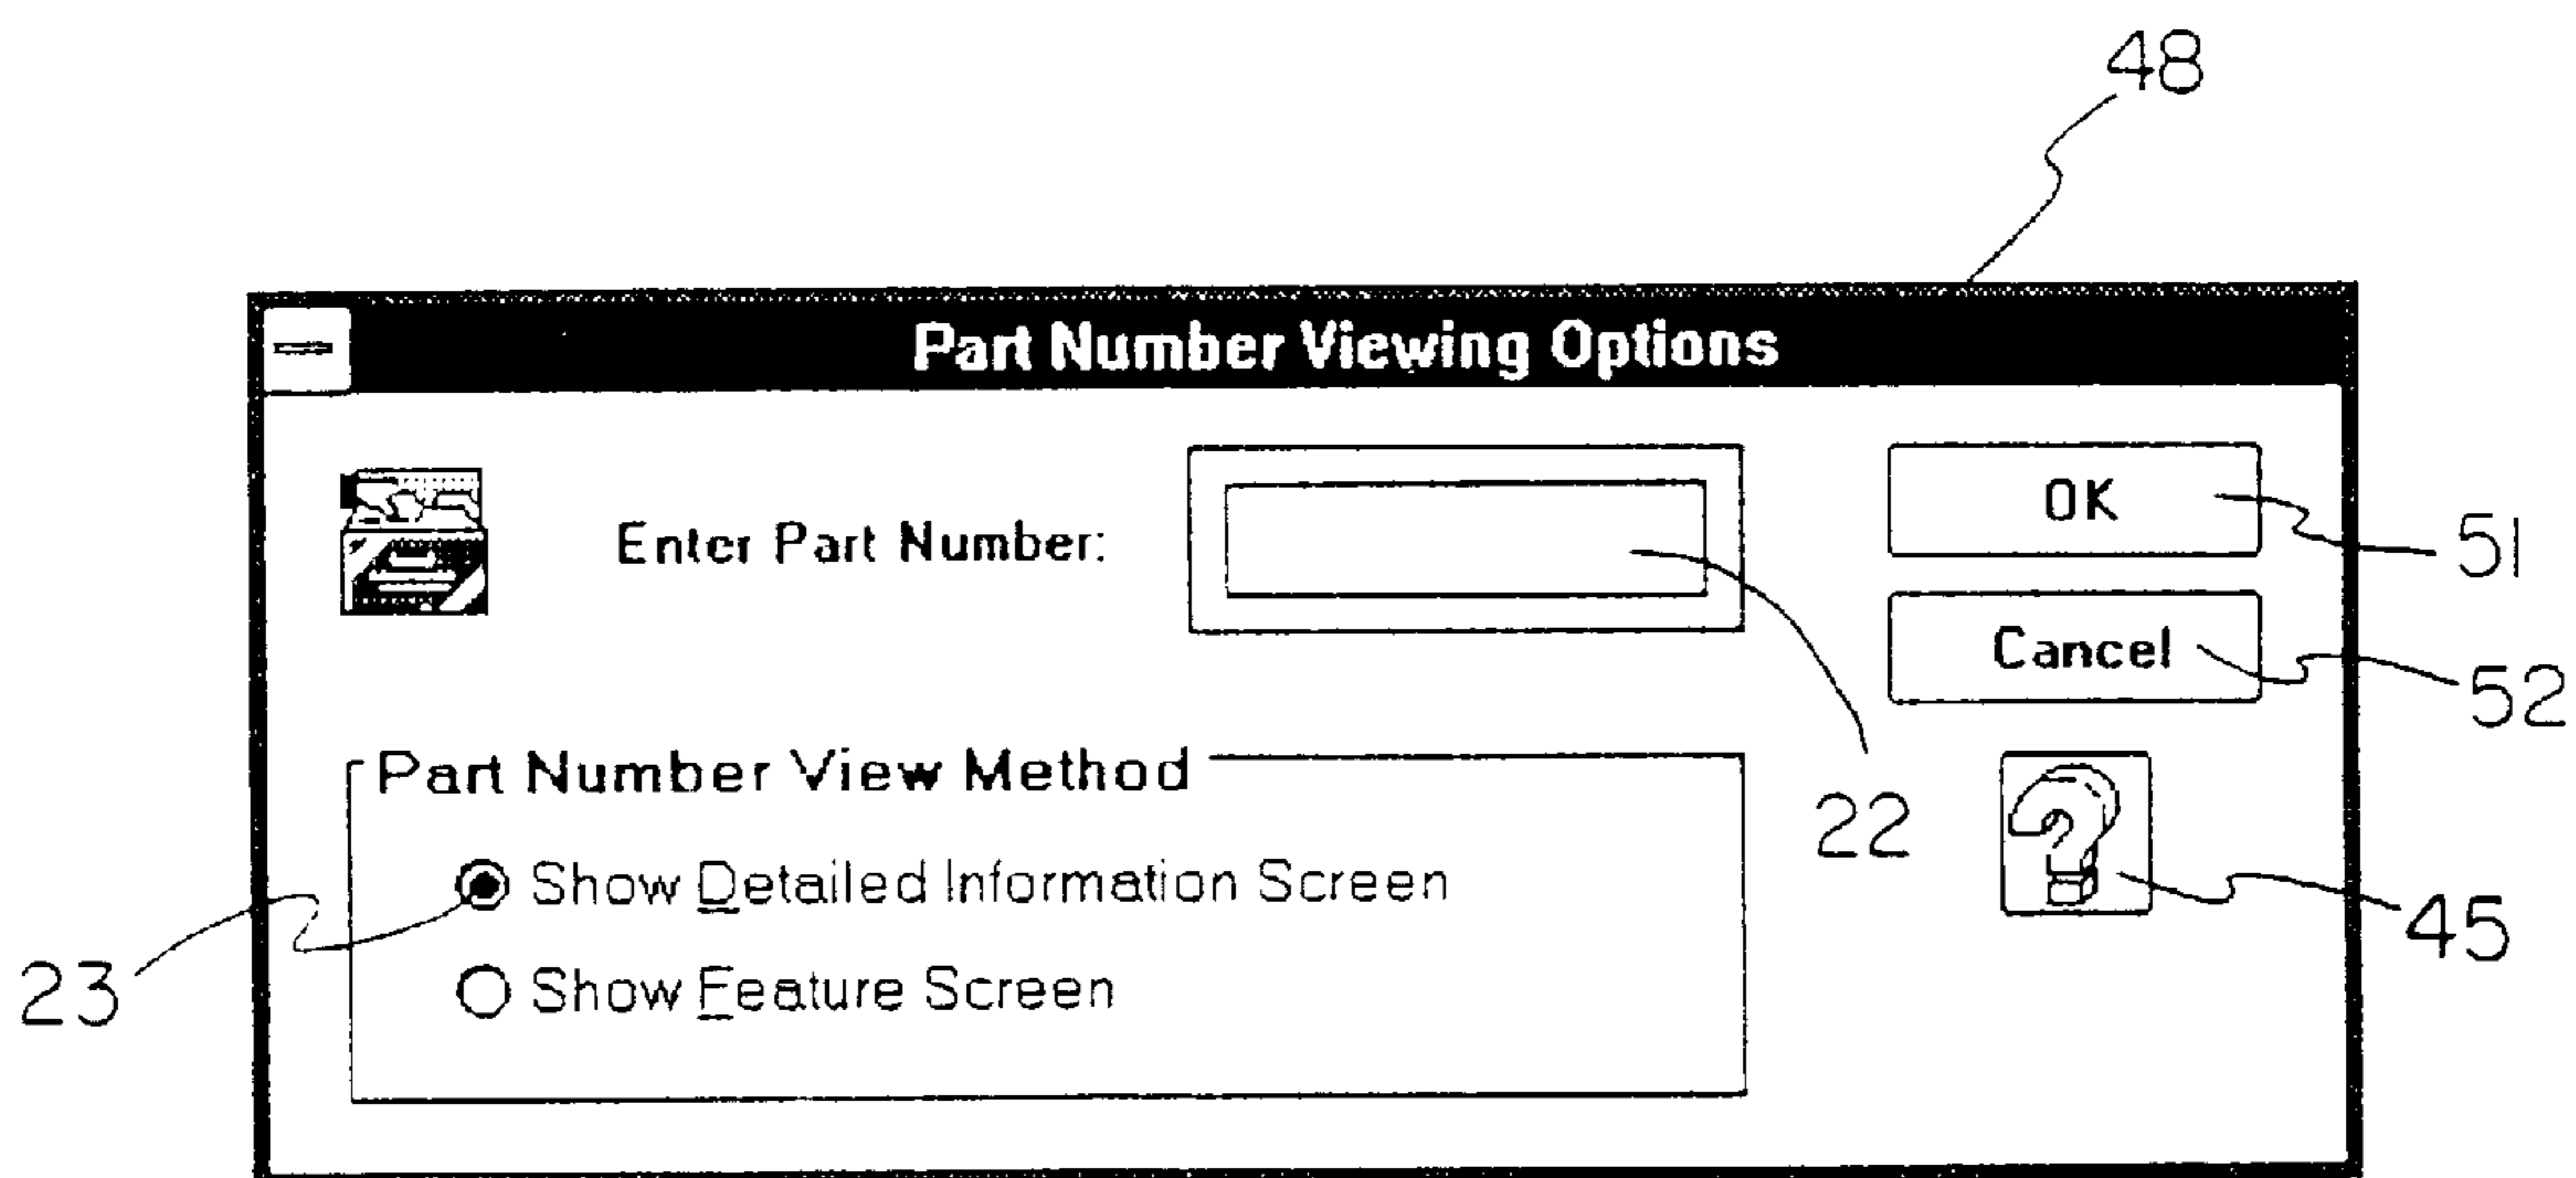 48
Part Number Viewing Options
Enter Part Number:
OK
51
Cancel
52
22
Part Number View Method
Show Detailed Information Screen
Show Feature Screen
?
45
23